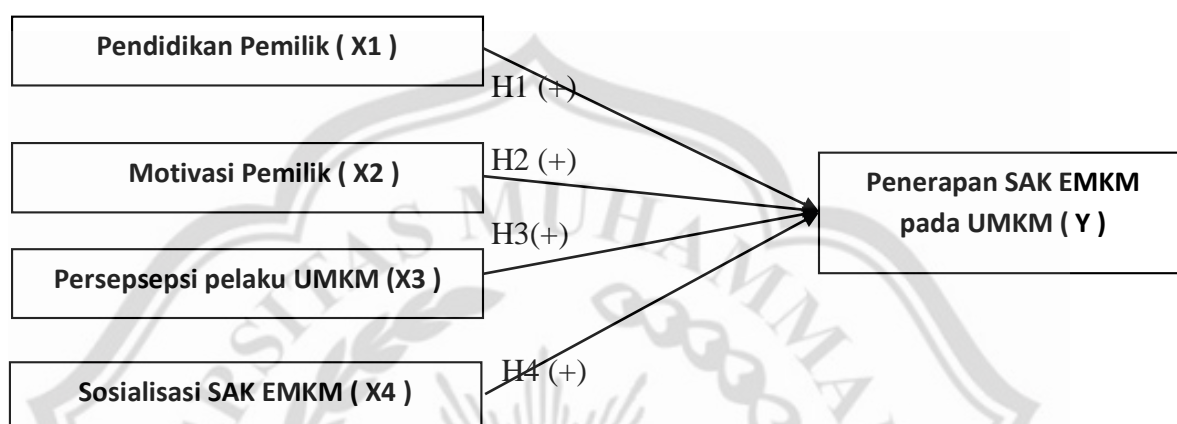 Pendidikan Pemilik ( X1 )
H1 (+)
Motivasi Pemilik ( X2 )
H2 (+)
Penerapan SAK EMKM
pada UMKM ( Y )
H3(+)
Persepsepsi pelaku UMKM (X3 )
H4 (+)
Sosialisasi SAK EMKM ( X4 )